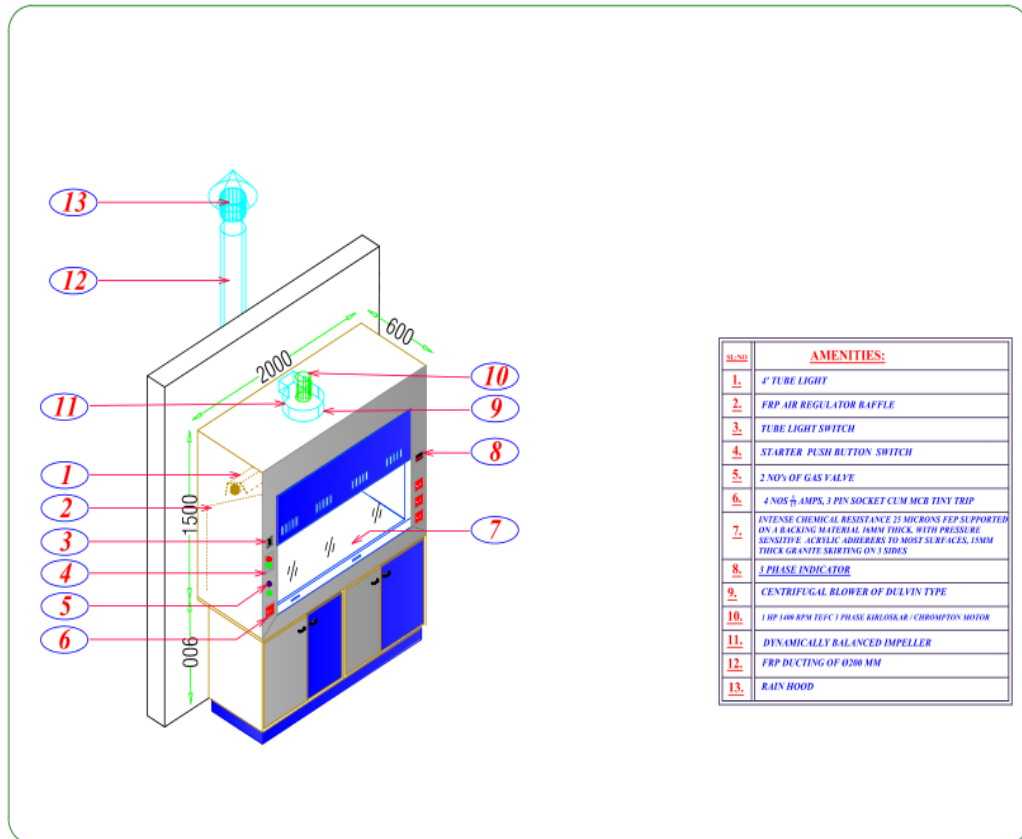 13
12
600
2000
10
11
9
8
1
2
1500
7
3
4
5
6
900
SL:NO AMENITIES:
1. 4' TUBE LIGHT
2. FRP AIR REGULATOR BAFFLE
3. TUBE LIGHT SWITCH
4. STARTER PUSH BUTTON SWITCH
5. 2 NO's OF GAS VALVE
6. 4 NOS AMPS, 3 PIN SOCKET CUM MCB TINY TRIP
7. INTENSE CHEMICAL RESISTANCE 25 MICRONS FEP SUPPORTED
ON A BACKING MATERIAL 16MM THICK, WITH PRESSURE
SENSITIVE ACRYLIC ADHERERS TO MOST SURFACES, 15MM
THICK GRANITE SKIRTING ON 3 SIDES
8. 3 PHASE INDICATOR
9. CENTRIFUGAL BLOWER OF DULVIN TYPE
10. 1 HP 1400 RPM TEFC 3 PHASE KIRLOSKAR / CHROMPTON MOTOR
11. DYNAMICALLY BALANCED IMPELLER
12. FRP DUCTING OF Ø200 MM
13. RAIN HOOD